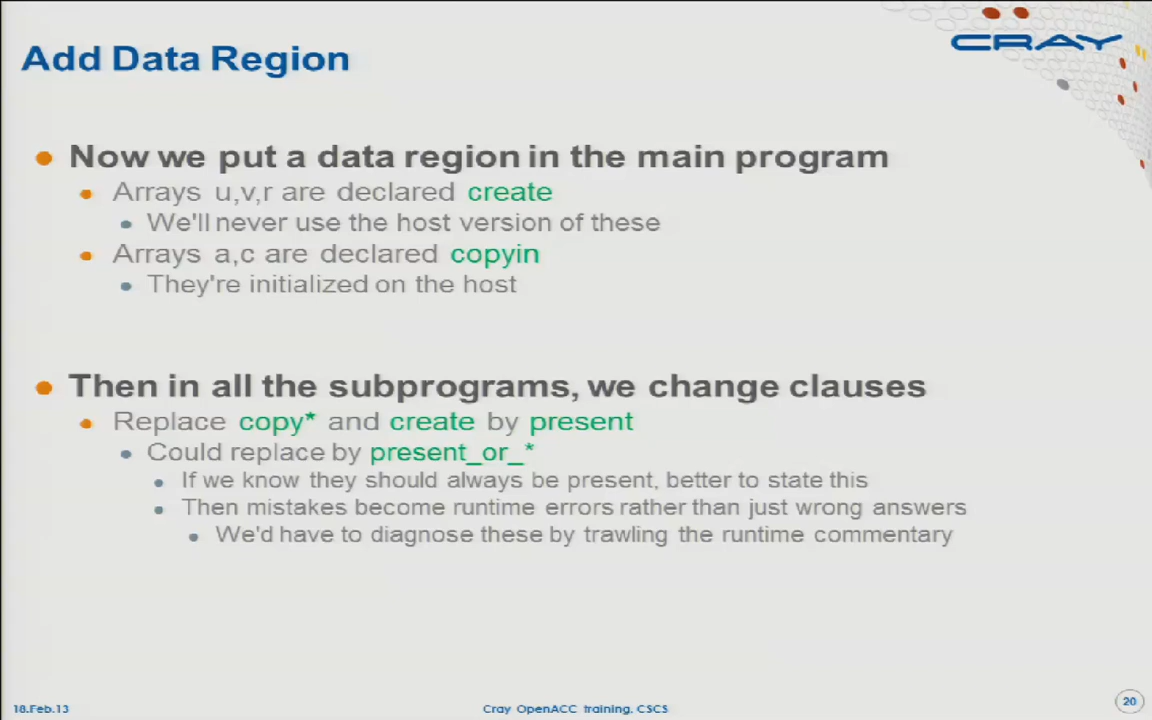 CRAY
Add Data Region
Now we put a data region in the main program
Arrays u,v,r are declared create
We'll never use the host version of these
Arrays a,c are declared copyin
They're initialized on the host
Then in all the subprograms, we change clauses
Replace copy* and create by present
Could replace by present_or_*
If we know they should always be present, better to state this
Then mistakes become runtime errors rather than just wrong answers
We'd have to diagnose these by trawling the runtime commentary
18.Feb.13
Cray OpenACC training, CSCS
20